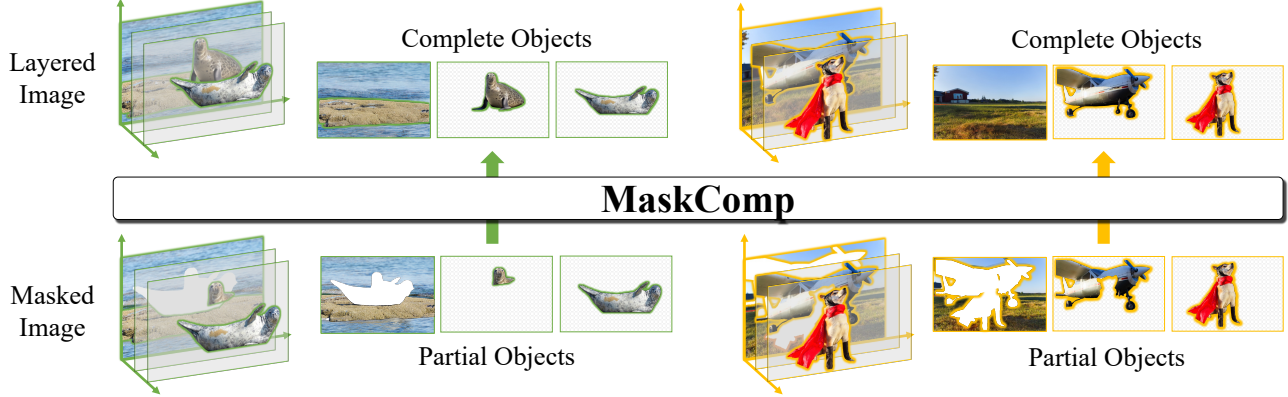 Layered
Image
Complete Objects
Complete Objects
MaskComp
Masked
Image
Partial Objects
Partial Objects